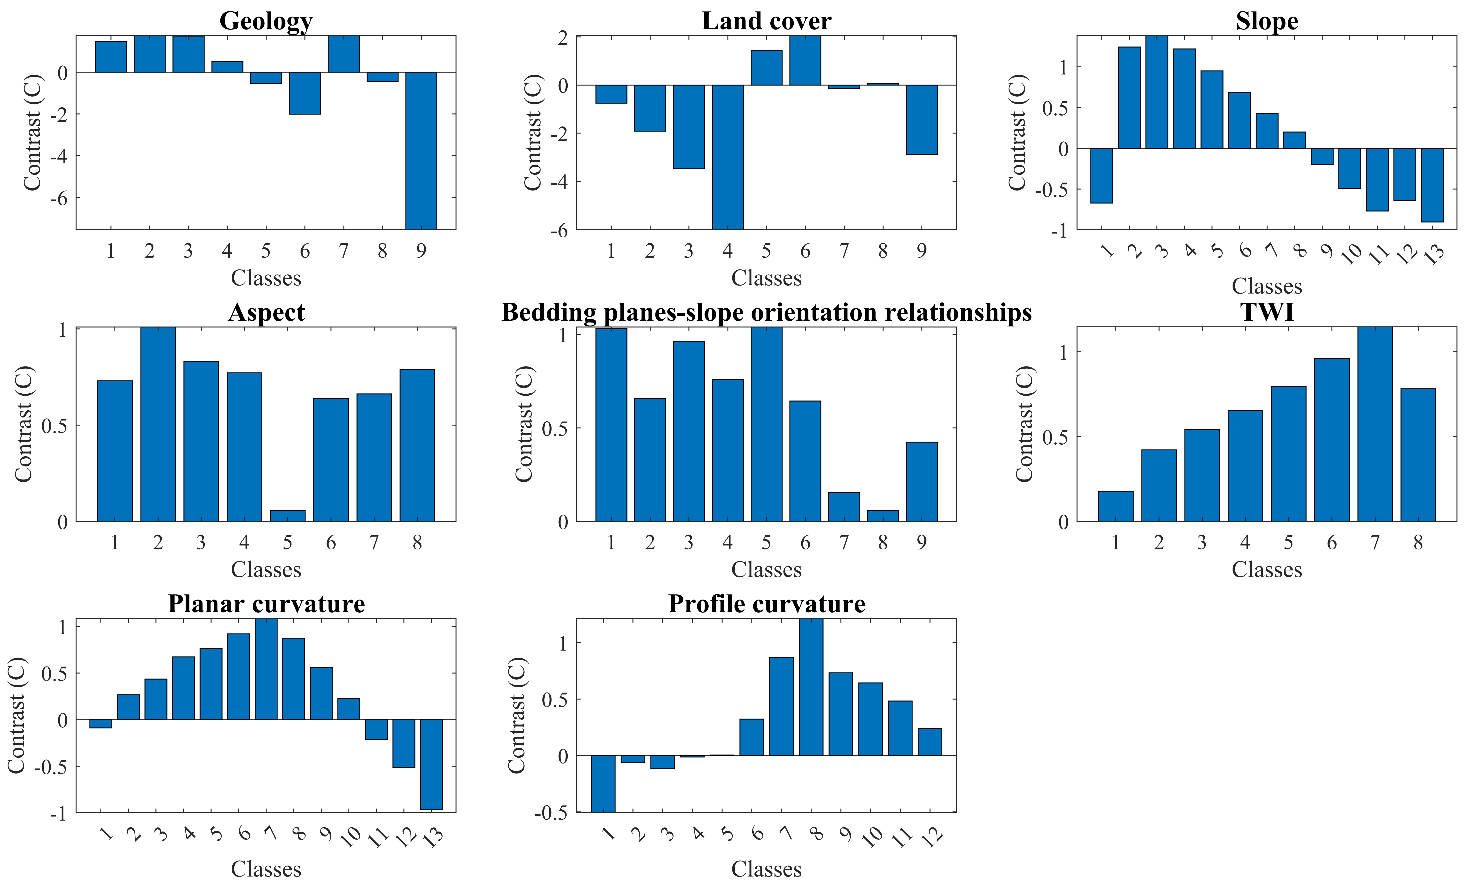 Geology
Contrast (C)
0
-2
-4
-6
1 2 3 4 5 6 7 8 9
Classes
Land cover
Contrast (C)
2
0
-2
-4
-6
1 2 3 4 5 6 7 8 9
Classes
Slope
Contrast (C)
1
0.5
0
-0.5
-1
1 2 3 4 5 6 7 8 9 10 11 12 13
Classes
Aspect
Contrast (C)
1
0.5
0
1 2 3 4 5 6 7 8
Classes
Bedding planes-slope orientation relationships
Contrast (C)
1
0.5
0
1 2 3 4 5 6 7 8 9
Classes
TWI
Contrast (C)
1
0.5
0
1 2 3 4 5 6 7 8
Classes
Planar curvature
Contrast (C)
1
0.5
0
-0.5
-1
1 2 3 4 5 6 7 8 9 10 11 12 13
Classes
Profile curvature
Contrast (C)
1
0.5
0
-0.5
1 2 3 4 5 6 7 8 9 10 11 12
Classes